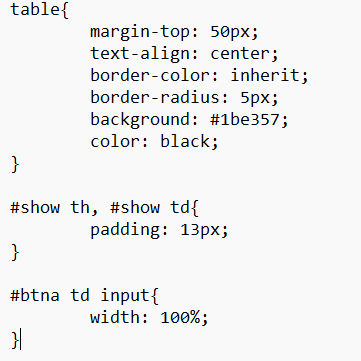 table{
margin-top: 50px;
text-align: center;
border-color: inherit;
border-radius: 5px;
background: #1be357;
color: black;
}
#show th, #show td{
padding: 13px;
}
#btna td input{
width: 100%;
}